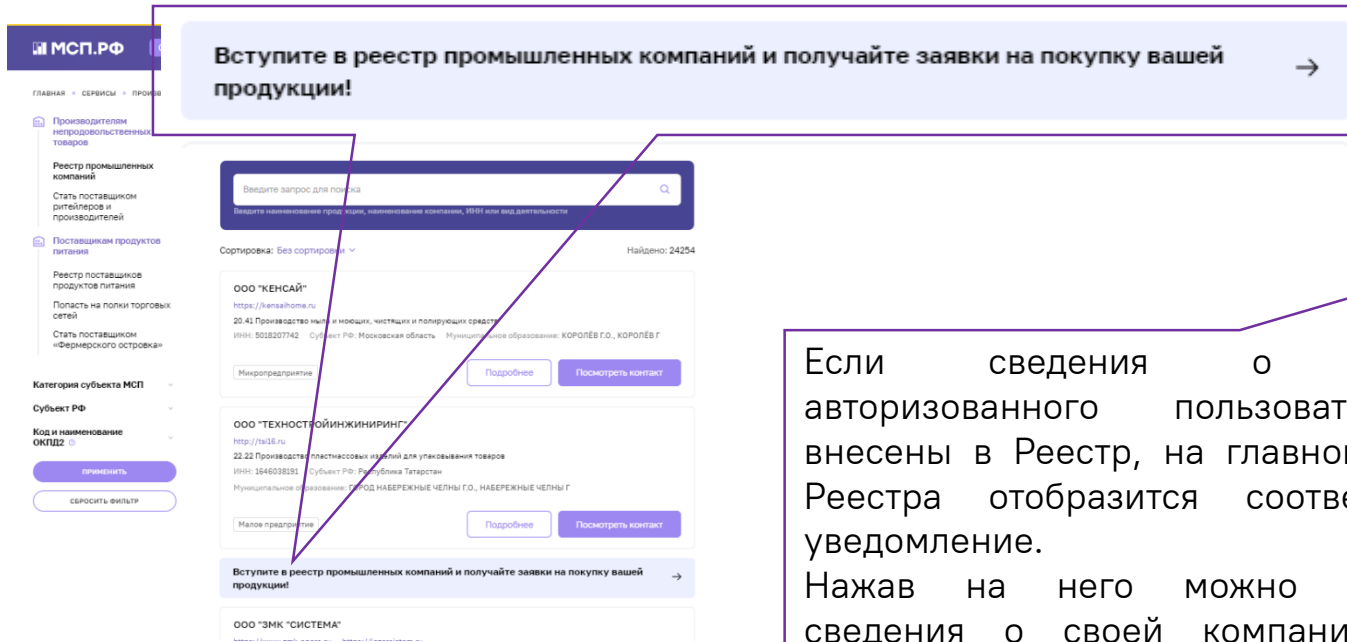 МСП.РФ
Вступите в реестр промышленных компаний и получайте заявки на покупку вашей
продукции!
ГЛАВНАЯ • СЕРВИСЫ •
Производителям
непродовольственных
товаров
Реестр промышленных
компаний
Стать поставщиком
ритейлеров и
производителей
Поставщикам продуктов
питания
Реестр поставщиков
продуктов питания
Попасть на полки торговых
сетей
Стать поставщиком
«Фермерского островка»
Категория субъекта МСП
Субъект РФ
Код и наименование
ОКПД2
ПРИМЕНИТЬ
СБРОСИТЬ ФИЛЬТР
Введите запрос для поиска
Введите наименование продукции, наименование компании, ИНН или вид деятельности
Сортировка: Без сортировки
Найдено: 24254
ООО "КЕНСАЙ"
https://kensaihome.ru
20.41 Производство мыла и моющих, чистящих и полирующих средств
ИНН: 5018207742 Субъект РФ: Московская область Муниципальное образование: КОРОЛЁВ Г.О., КОРОЛЁВ Г
Микропредприятие
Подробнее
Посмотреть контакт
ООО "ТЕХНОСТРОЙИНЖИНИРИНГ"
http://tsi16.ru
22.22 Производство пластмассовых изделий для упаковывания товаров
ИНН: 1646038191 Субъект РФ: Республика Татарстан
Муниципальное образование: ГОРОД НАБЕРЕЖНЫЕ ЧЕЛНЫ Г.О., НАБЕРЕЖНЫЕ ЧЕЛНЫ Г
Малое предприятие
Подробнее
Посмотреть контакт
Вступите в реестр промышленных компаний и получайте заявки на покупку вашей
продукции!
ООО "ЗМК "СИСТЕМА"
Если сведения о
авторизованного
внесены в Реестр, на
Реестра отобразится
уведомление.
Нажав на него можно
сведения о своей